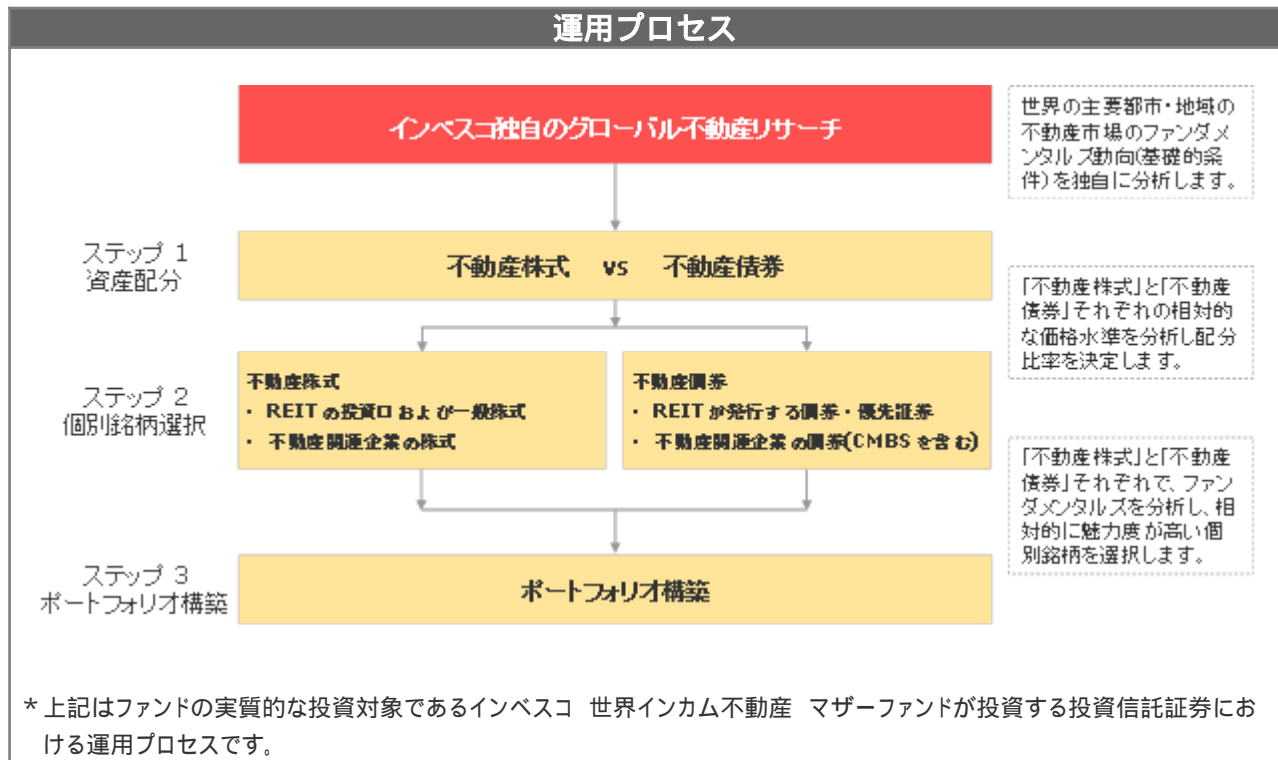 運用プロセス
インベスコ独自のグローバル不動産リサーチ
世界の主要都市・地域の
不動産市場のファンダメ
ンタルズ動向(基礎的条
件)を独自に分析します。
ステップ 1
資産配分
不動産株式 vs 不動産債券
「不動産株式」と「不動産
債券」それぞれの相対的
な価格水準を分析し配分
比率を決定します。
ステップ 2
個別銘柄選択
不動産株式
・ REITの投資口および一般株式
・ 不動産関連企業の株式
不動産債券
・ REITが発行する債券・優先証券
・ 不動産関連企業の債券(CMBSを含む)
「不動産株式」と「不動産
債券」それぞれで、ファン
ダメンタルズを分析し、相
対的に魅力度が高い個
別銘柄を選択します。
ステップ 3
ポートフォリオ構築
ポートフォリオ構築
*上記はファンドの実質的な投資対象であるインベスコ 世界インカム不動産 マザーファンドが投資する投資信託証券にお
ける運用プロセスです。